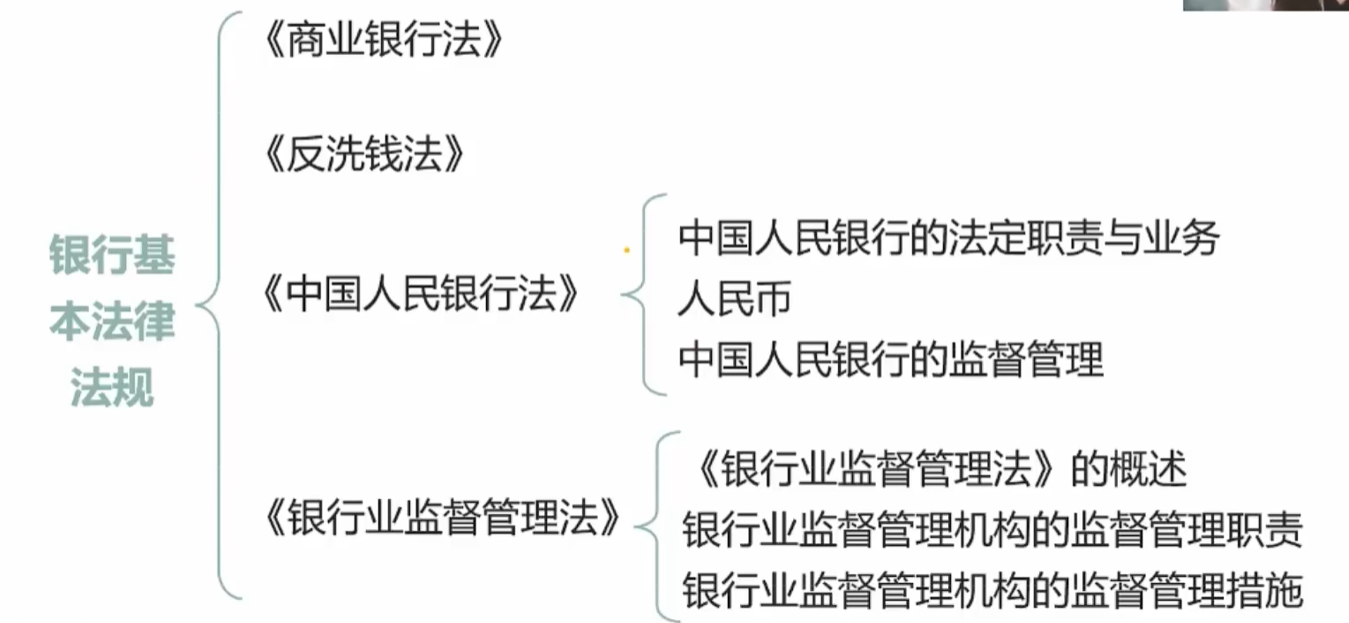 银行基
本法律
法规
《商业银行法》
《反洗钱法》
《中国人民银行法》
中国人民银行的法定职责与业务
人民币
中国人民银行的监督管理
《银行业监督管理法》
《银行业监督管理法》的概述
银行业监督管理机构的监督管理职责
银行业监督管理机构的监督管理措施